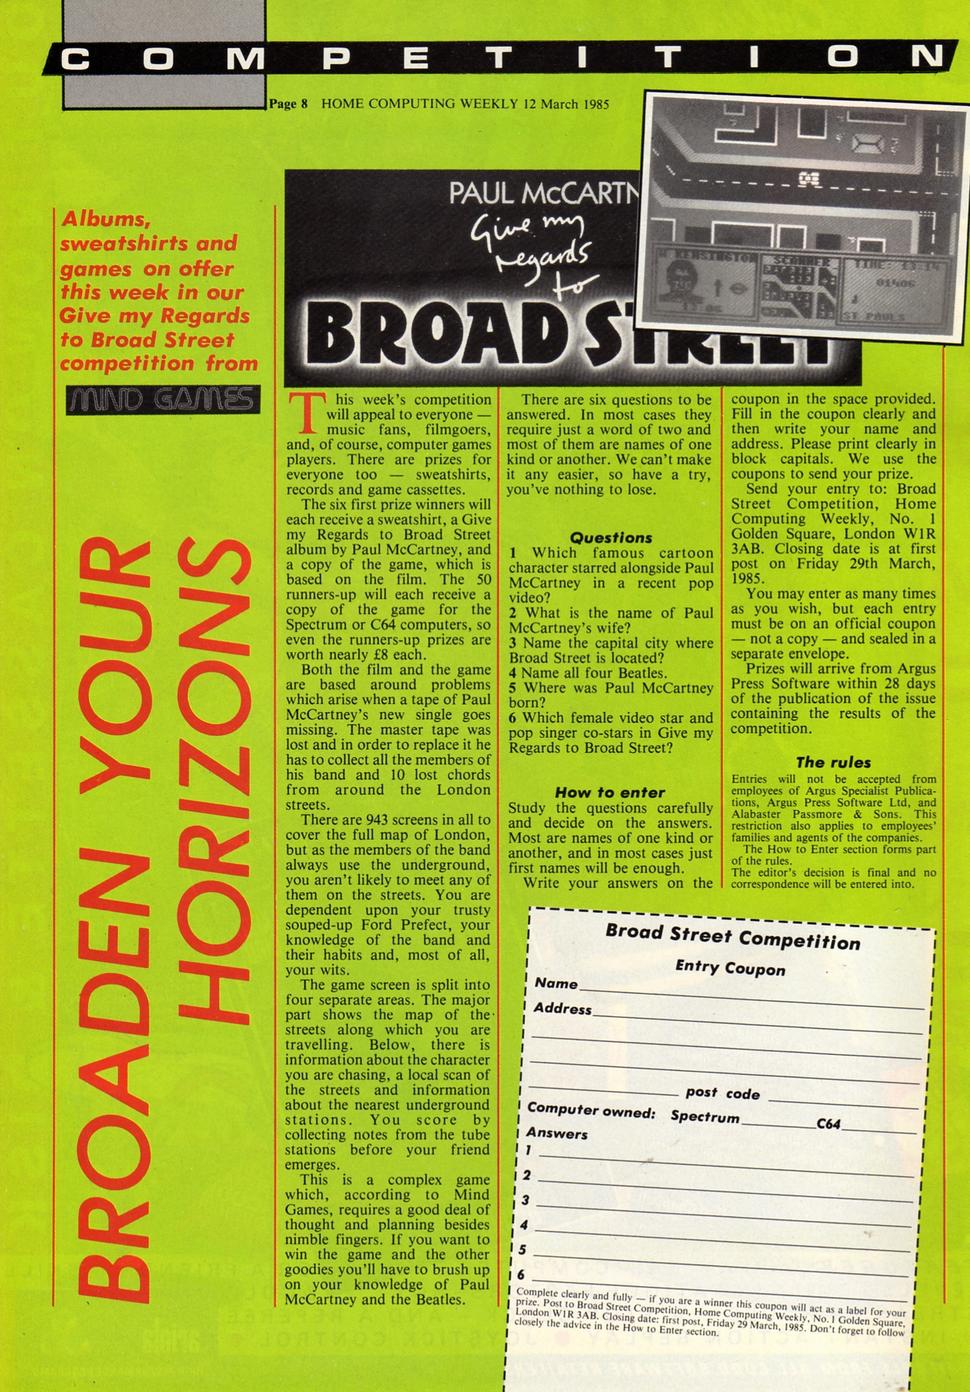 COMPETITION
Page 8 HOME COMPUTING WEEKLY 12 March 1985
Albums,
sweatshirts and
games on offer
this week in our
Give my Regards
to Broad Street
competition from
MIND GAMES
BROADEN YOUR
HORIZONS
PAUL McCARTN
Give my
regards
to
BROAD STREET
W KENSINGTON
SCANNER
TIME: 13:14
01406
ST PAULS
This week's competition
will appeal to everyone —
music fans, filmgoers,
and, of course, computer games
players. There are prizes for
everyone too — sweatshirts,
records and game cassettes.
The six first prize winners will
each receive a sweatshirt, a Give
my Regards to Broad Street
album by Paul McCartney, and
a copy of the game, which is
based on the film. The 50
runners-up will each receive a
copy of the game for the
Spectrum or C64 computers, so
even the runners-up prizes are
worth nearly £8 each.
Both the film and the game
are based around problems
which arise when a tape of Paul
McCartney's new single goes
missing. The master tape was
lost and in order to replace it he
has to collect all the members of
his band and 10 lost chords
from around the London
streets.
There are 943 screens in all to
cover the full map of London,
but as the members of the band
always use the underground,
you aren't likely to meet any of
them on the streets. You are
dependent upon your trusty
souped-up Ford Prefect, your
knowledge of the band and
their habits and, most of all,
your wits.
The game screen is split into
four separate areas. The major
part shows the map of the
streets along which you are
travelling. Below, there is
information about the character
you are chasing, a local scan of
the streets and information
about the nearest underground
stations. You score by
collecting notes from the tube
stations before your friend
emerges.
This is a complex game
which, according to Mind
Games, requires a good deal of
thought and planning besides
nimble fingers. If you want to
win the game and the other
goodies you'll have to brush up
on your knowledge of Paul
McCartney and the Beatles.
There are six questions to be
answered. In most cases they
require just a word of two and
most of them are names of one
kind or another. We can't make
it any easier, so have a try,
you've nothing to lose.
Questions
1 Which famous cartoon
character starred alongside Paul
McCartney in a recent pop
video?
2 What is the name of Paul
McCartney's wife?
3 Name the capital city where
Broad Street is located?
4 Name all four Beatles.
5 Where was Paul McCartney
born?
6 Which female video star and
pop singer co-stars in Give my
Regards to Broad Street?
How to enter
Study the questions carefully
and decide on the answers.
Most are names of one kind or
another, and in most cases just
first names will be enough.
Write your answers on the
coupon in the space provided.
Fill in the coupon clearly and
then write your name and
address. Please print clearly in
block capitals. We use the
coupons to send your prize.
Send your entry to: Broad
Street Competition, Home
Computing Weekly, No. 1
Golden Square, London W1R
3AB. Closing date is at first
post on Friday 29th March,
1985.
You may enter as many times
as you wish, but each entry
must be on an official coupon
— not a copy — and sealed in a
separate envelope.
Prizes will arrive from Argus
Press Software within 28 days
of the publication of the issue
containing the results of the
competition.
The rules
Entries will not be accepted from
employees of Argus Specialist Publica-
tions, Argus Press Software Ltd, and
Alabaster Passmore & Sons. This
restriction also applies to employees'
families and agents of the companies.
The How to Enter section forms part
of the rules.
The editor's decision is final and no
correspondence will be entered into.
Broad Street Competition
Entry Coupon
Name
Address
post code
Computer owned: Spectrum C64
Answers
1
2
3
4
5
6
Complete clearly and fully — if you are a winner this coupon will act as a label for your
prize. Post to Broad Street Competition, Home Computing Weekly, No. 1 Golden Square,
London W1R 3AB. Closing date: first post, Friday 29 March, 1985. Don't forget to follow
closely the advice in the How to Enter section.